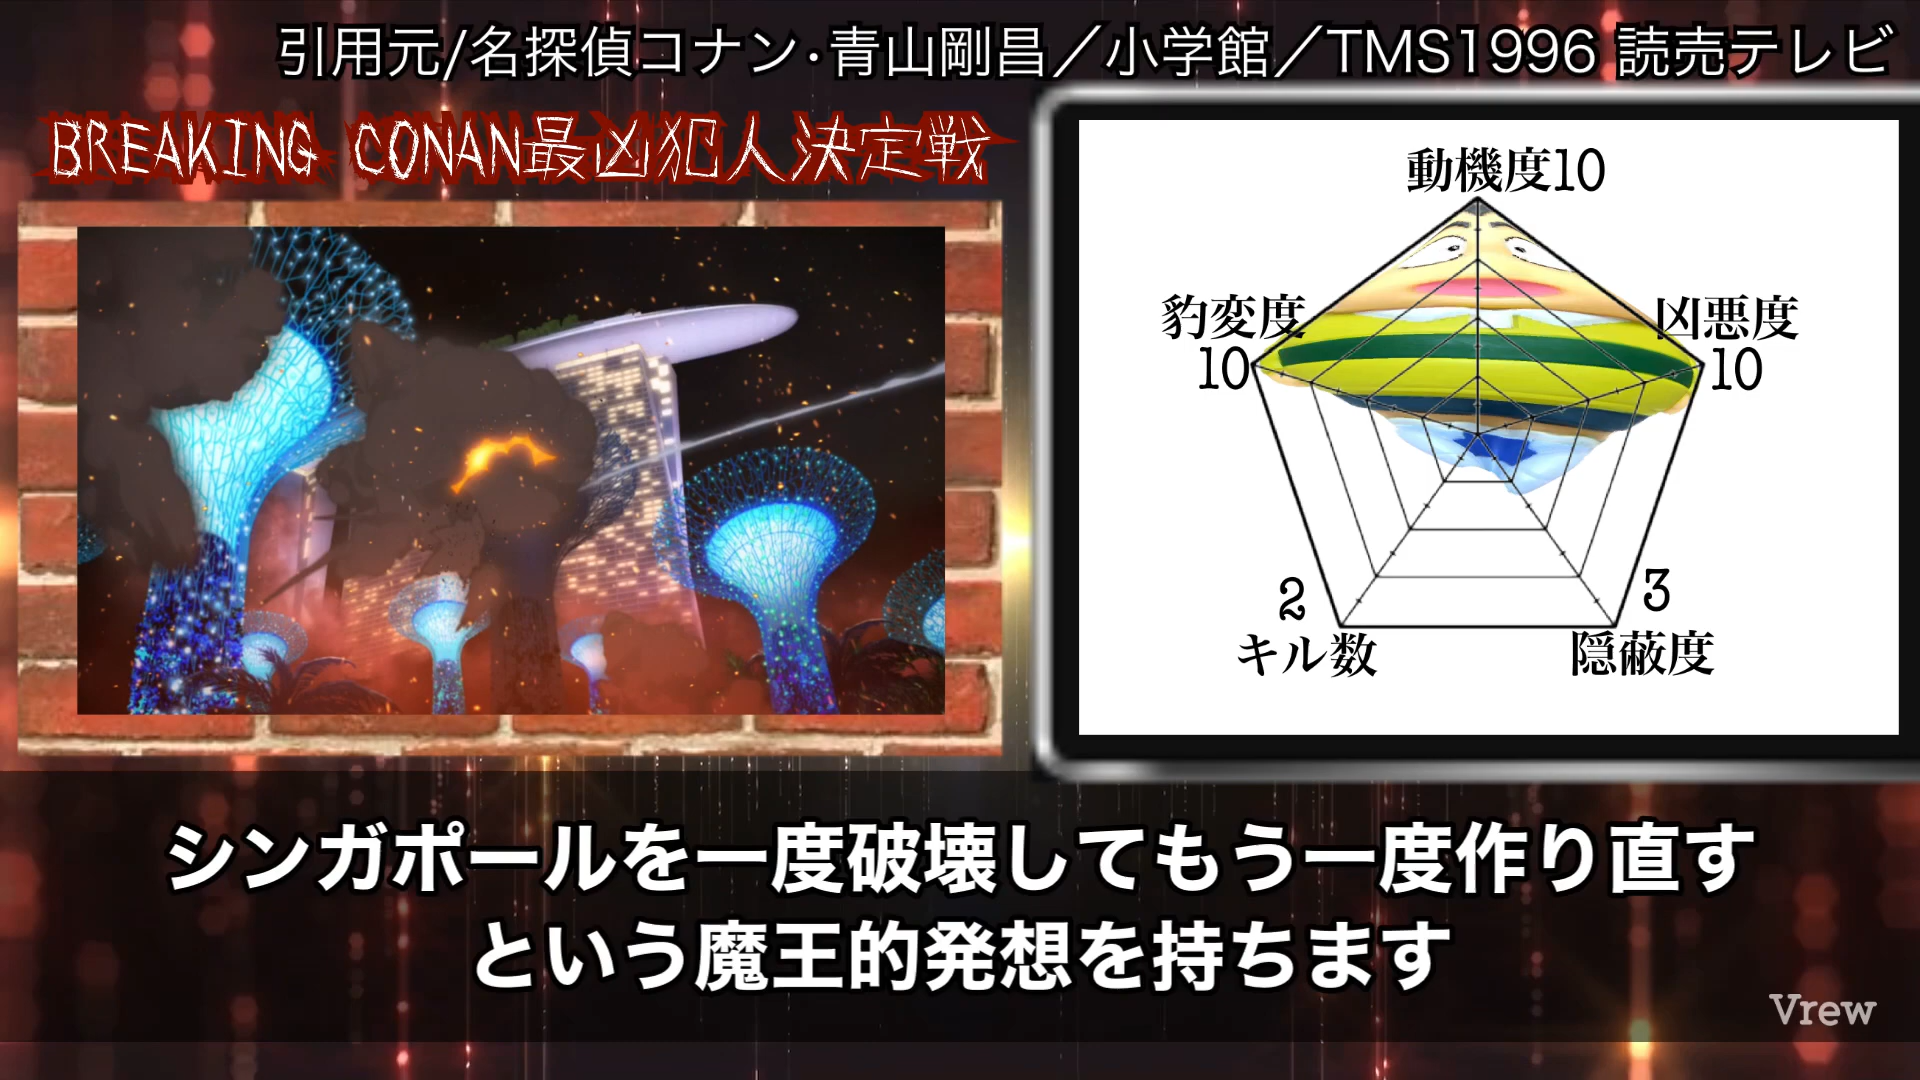 引用元/名探偵コナン・青山剛昌／小学館／TMS1996 読売テレビ
BREAKING CONAN最凶犯人決定戦
動機度10
豹変度
10
凶悪度
10
2
キル数
3
隠蔽度
シンガポールを一度破壊してもう一度作り直す
という魔王的発想を持ちます
Vrew